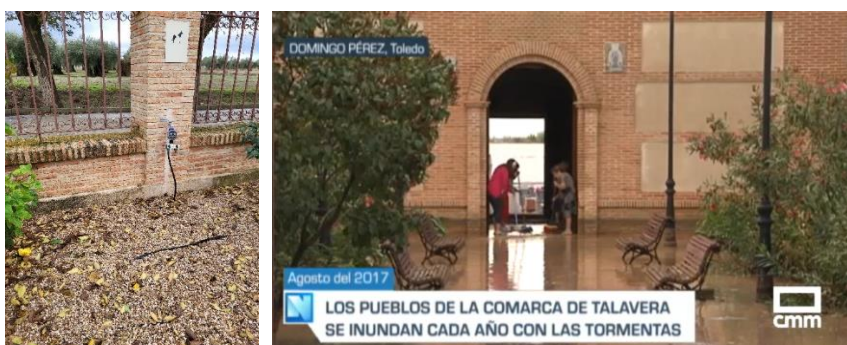 DOMINGO PÉREZ, Toledo
Agosto del 2017
N
LOS PUEBLOS DE LA COMARCA DE TALAVERA
SE INUNDAN CADA AÑO CON LAS TORMENTAS
cmm